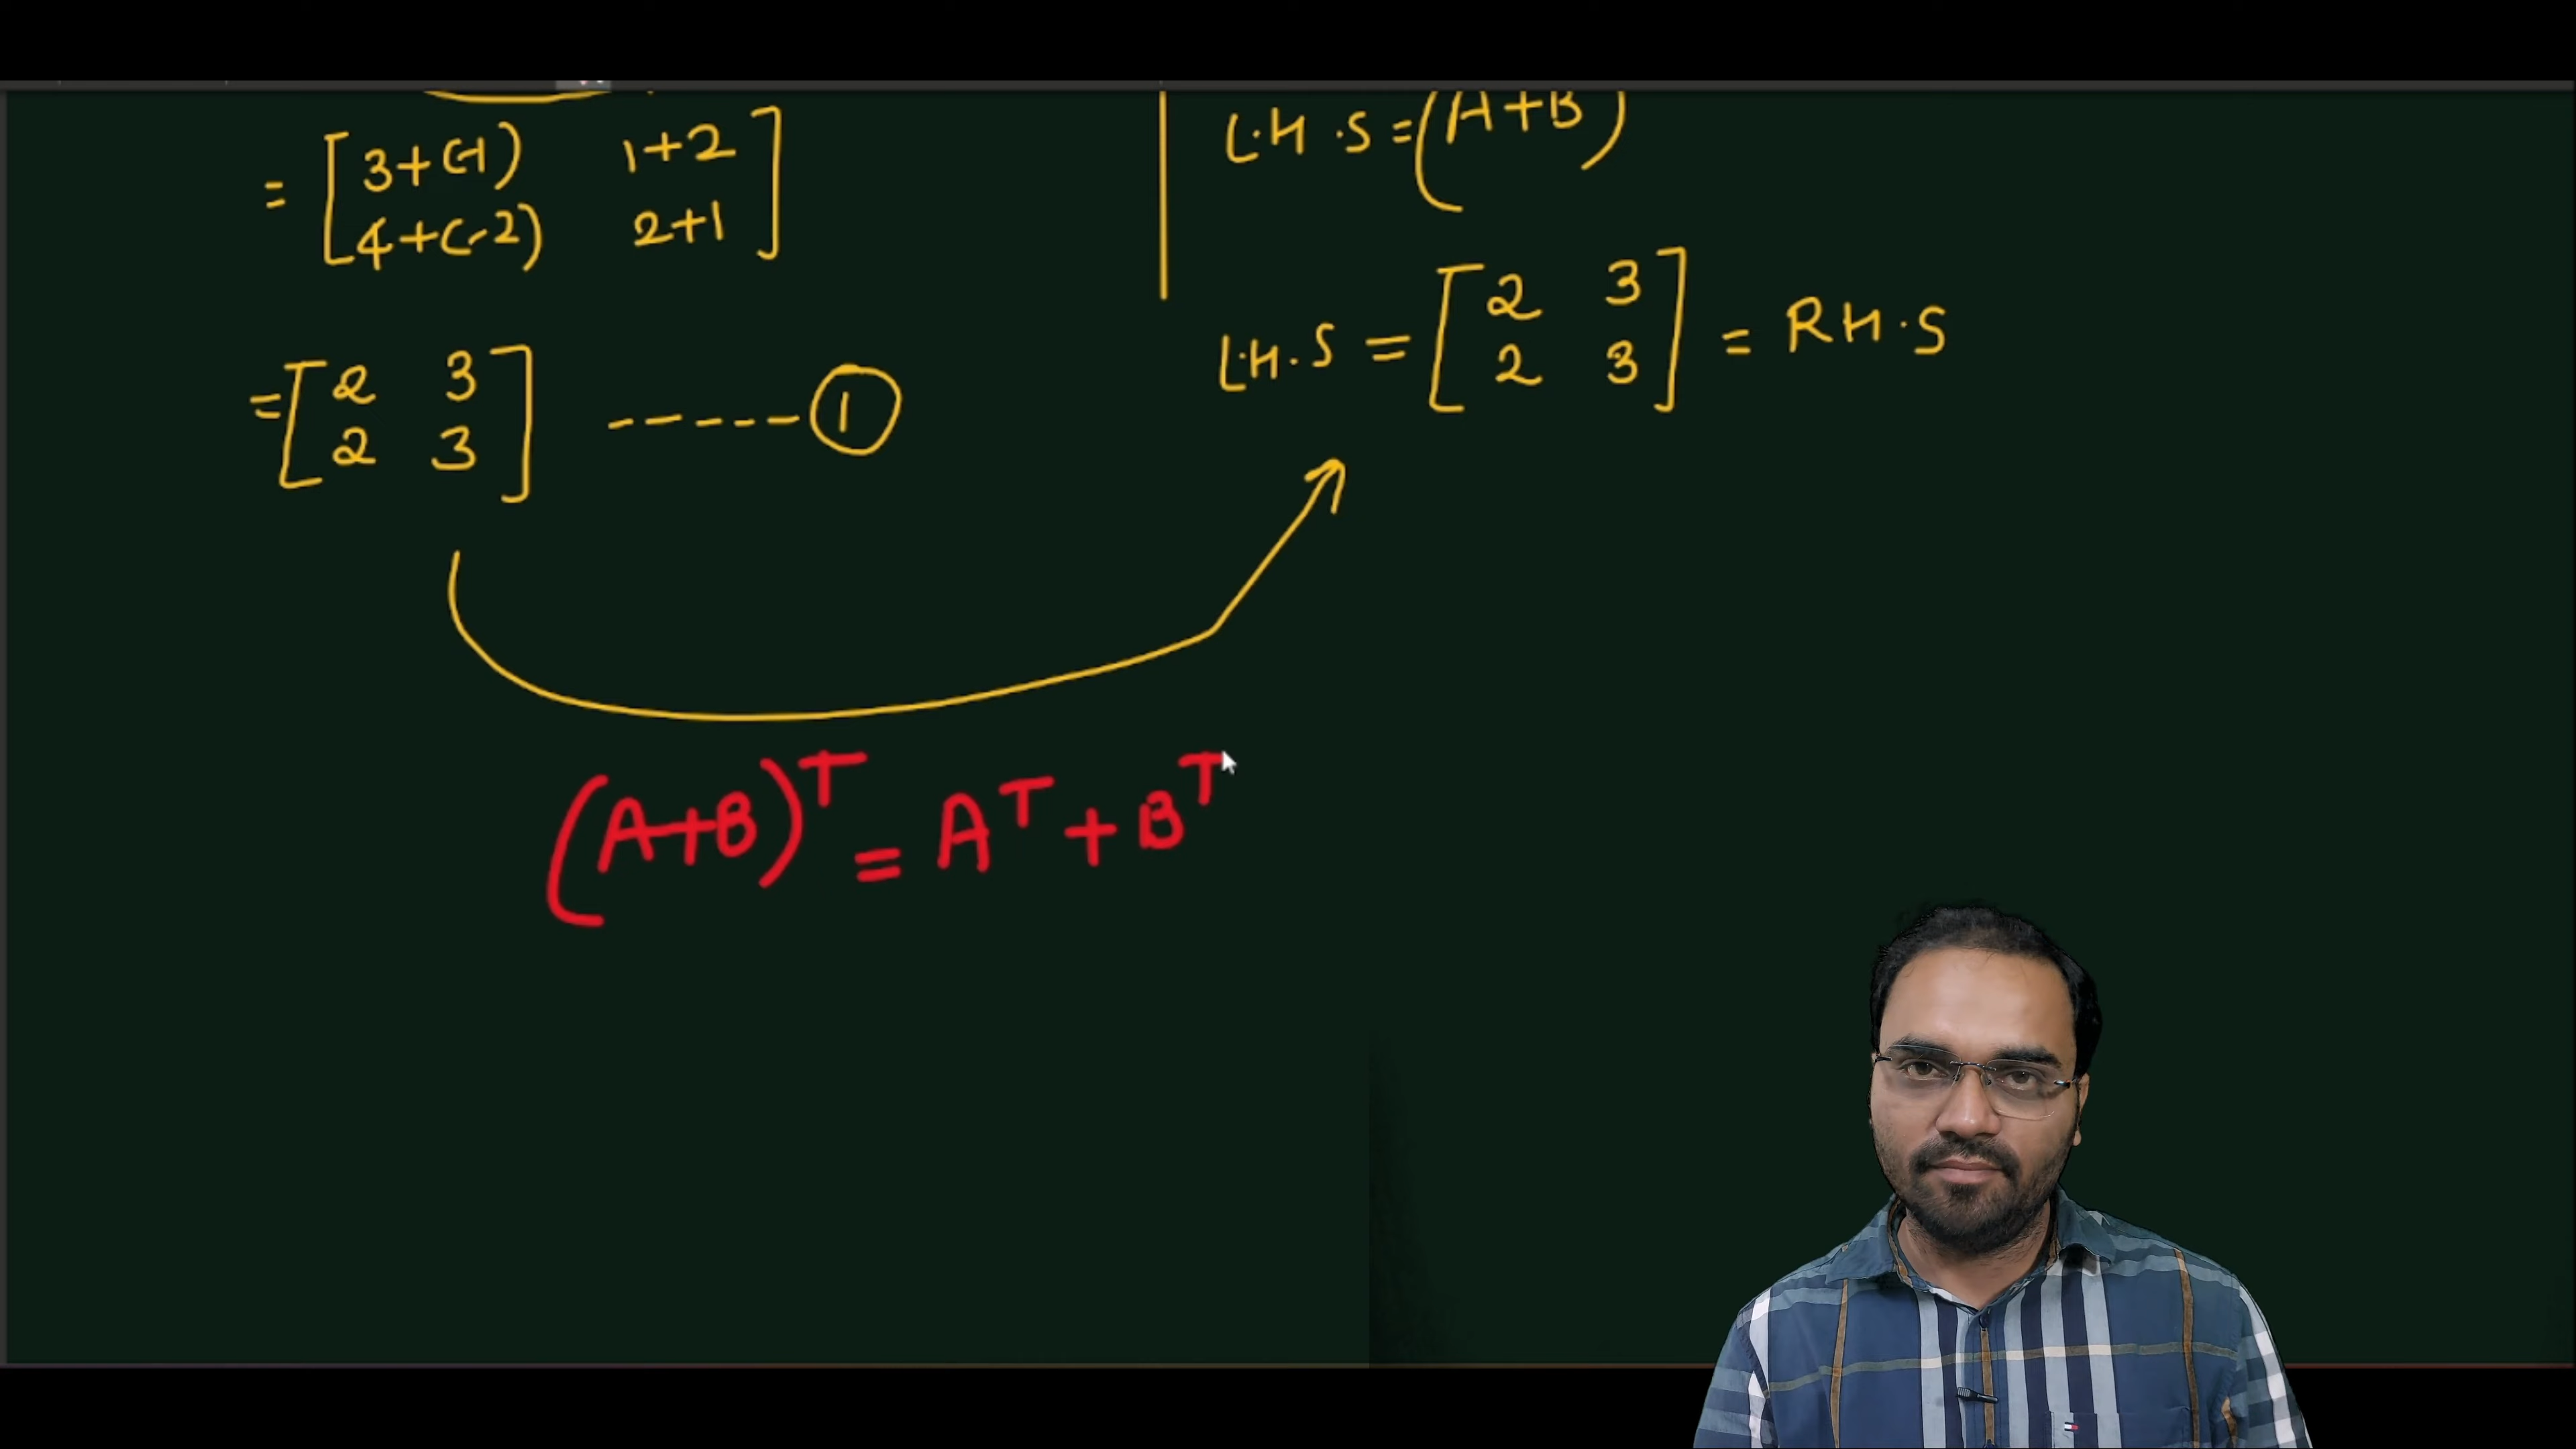 = [ 3+(-1) 1+2
4+(-2) 2+1 ]
= [ 2 3
2 3 ] ----- ①
L.H.S = (A+B)
L.H.S = [ 2 3
2 3 ] = RH.S
(A+B)ᵀ = Aᵀ + Bᵀ